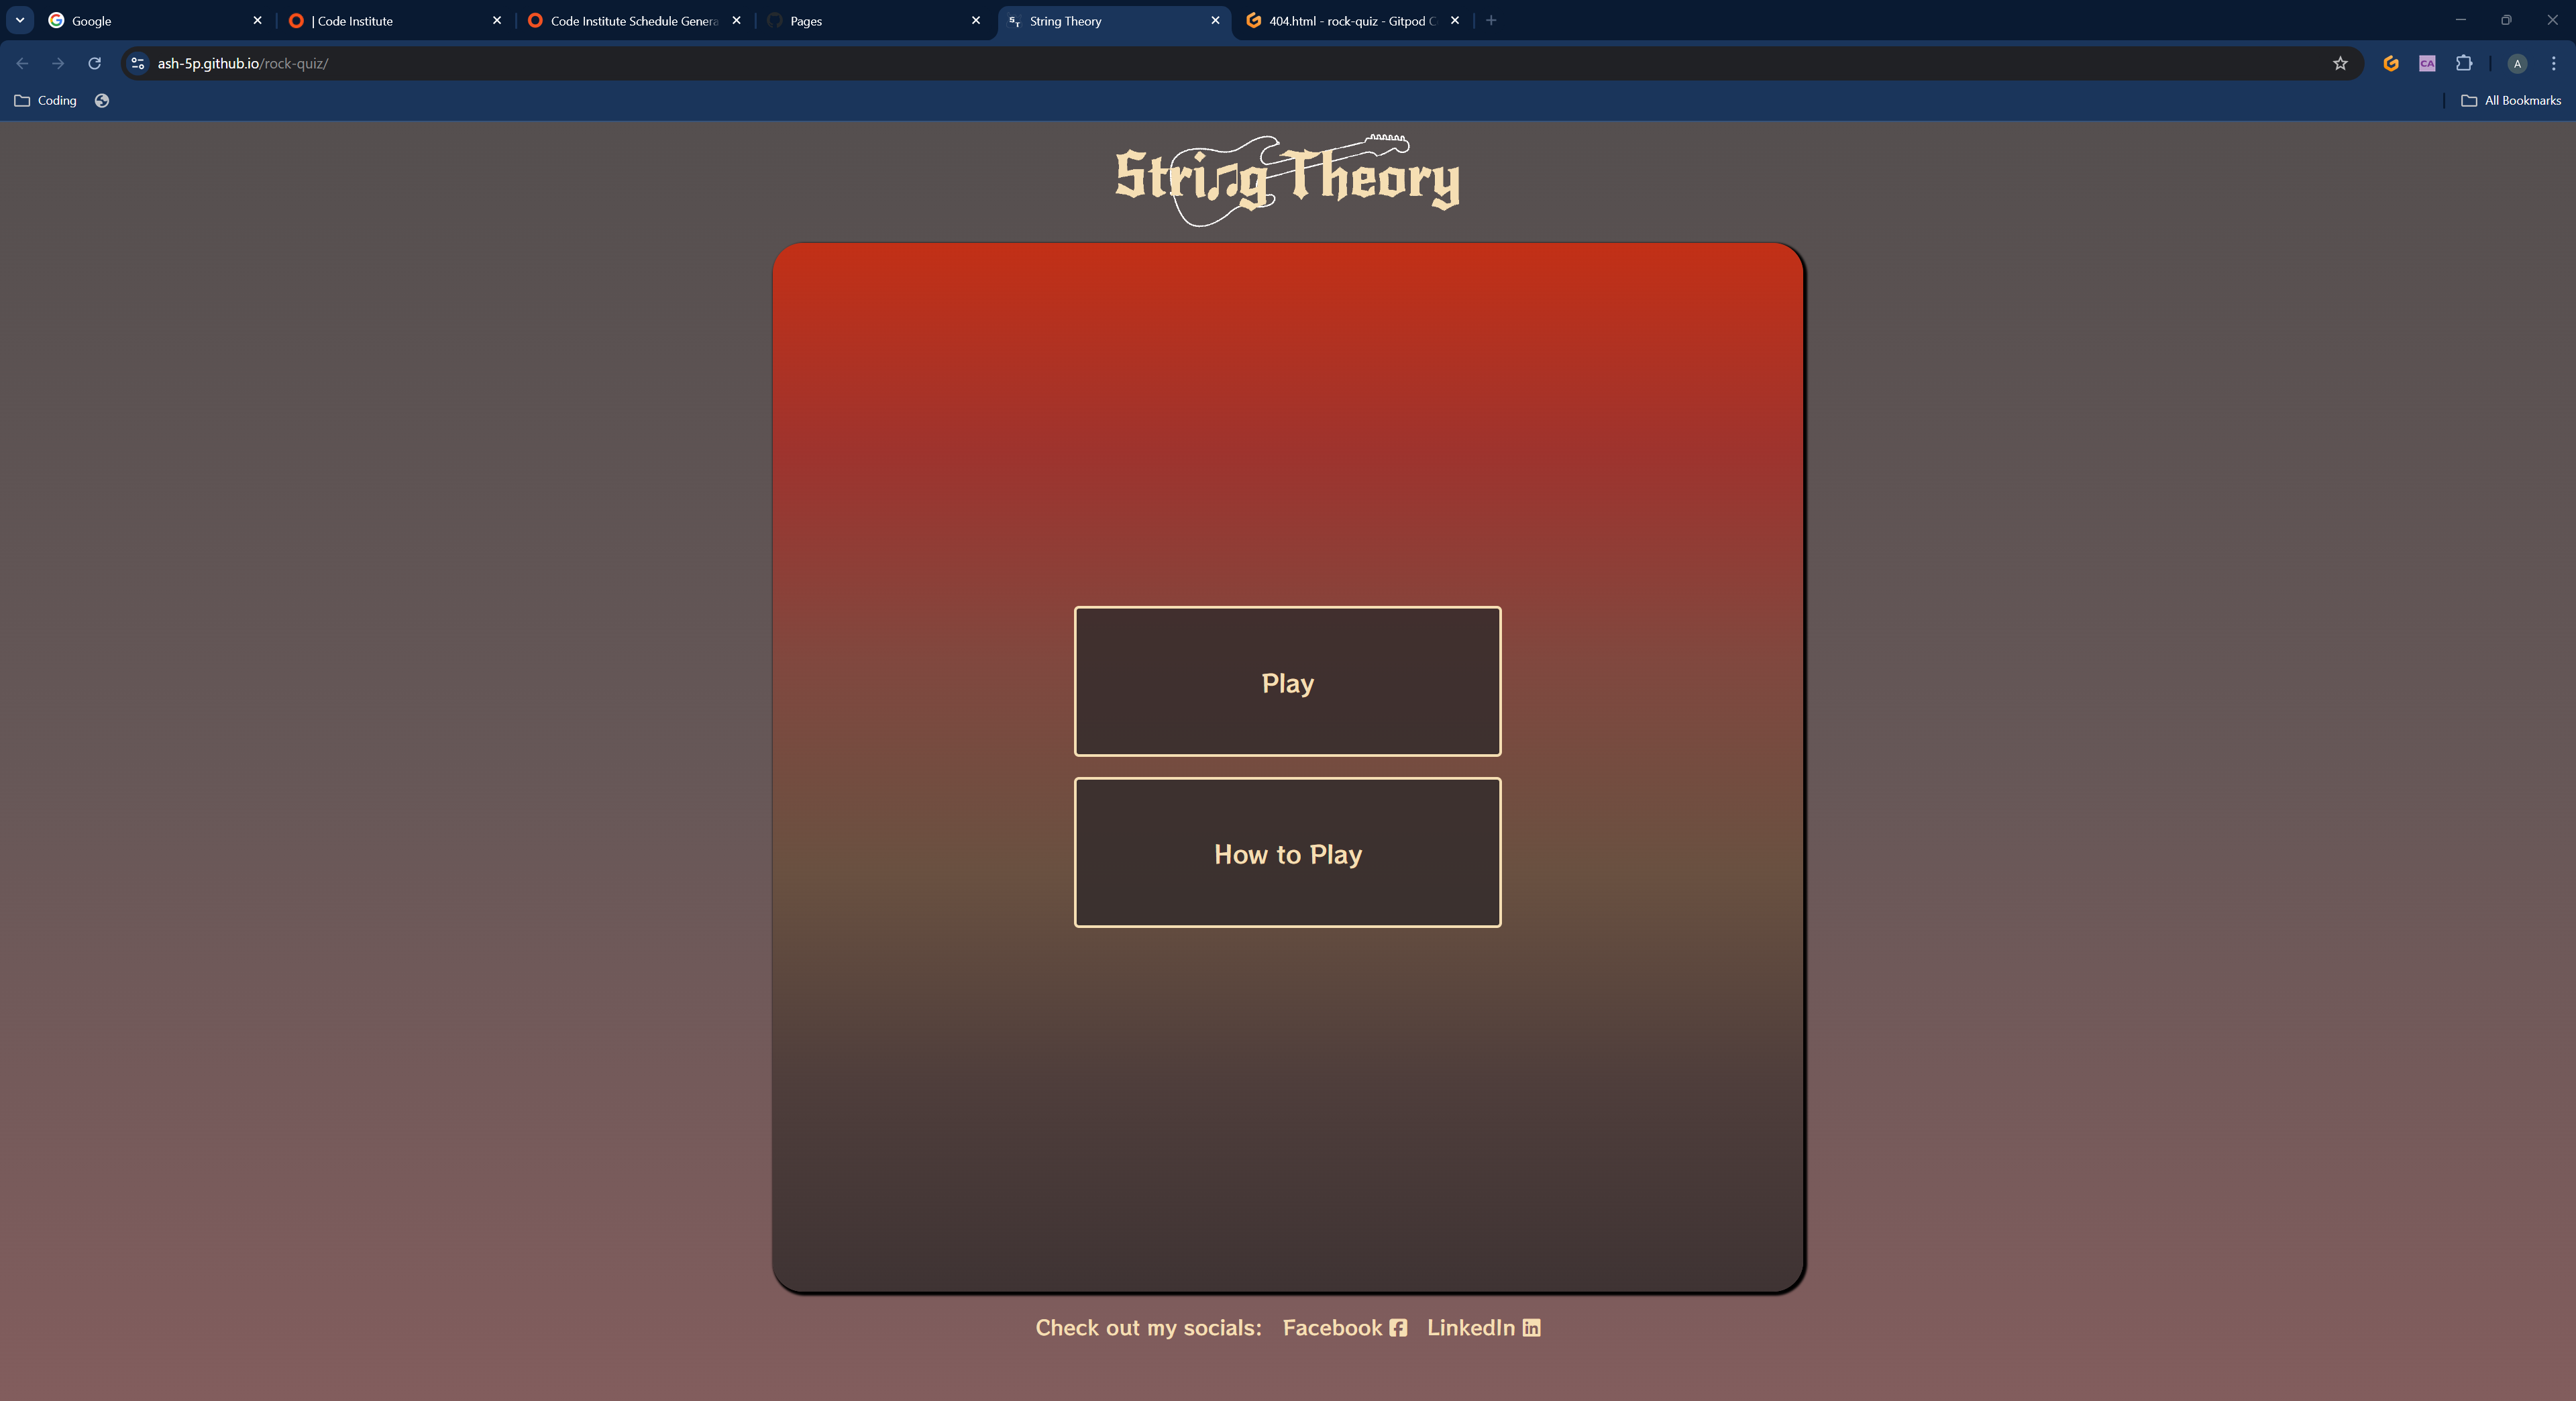 Google
| Code Institute
Code Institute Schedule Genera
Pages
String Theory
404.html - rock-quiz - Gitpod C
ash-5p.github.io/rock-quiz/
CA
A
Coding
All Bookmarks
String Theory
Play
How to Play
Check out my socials: Facebook LinkedIn